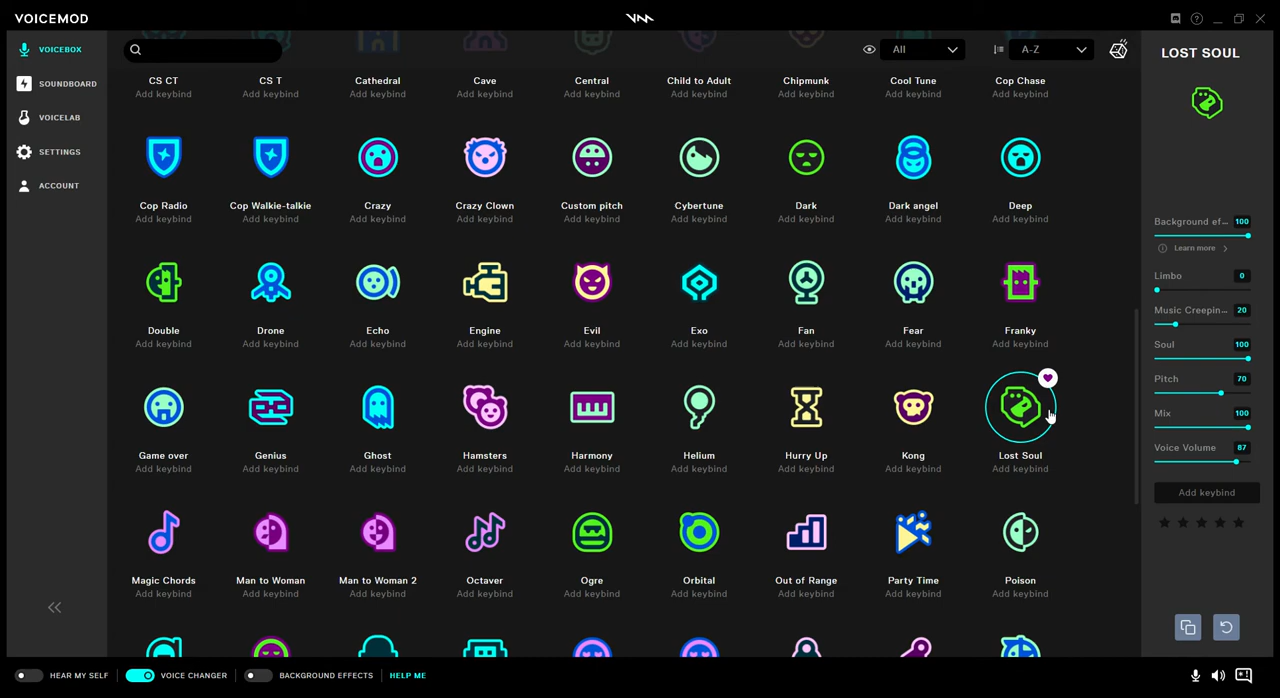 VOICEMOD
VOICEBOX
SOUNDBOARD
VOICELAB
SETTINGS
ACCOUNT
All
A-Z
CS CT
Add keybind
CS T
Add keybind
Cathedral
Add keybind
Cave
Add keybind
Central
Add keybind
Child to Adult
Add keybind
Chipmunk
Add keybind
Cool Tune
Add keybind
Cop Chase
Add keybind
Cop Radio
Add keybind
Cop Walkie-talkie
Add keybind
Crazy
Add keybind
Crazy Clown
Add keybind
Custom pitch
Add keybind
Cybertune
Add keybind
Dark
Add keybind
Dark angel
Add keybind
Deep
Add keybind
Double
Add keybind
Drone
Add keybind
Echo
Add keybind
Engine
Add keybind
Evil
Add keybind
Exo
Add keybind
Fan
Add keybind
Fear
Add keybind
Franky
Add keybind
Game over
Add keybind
Genius
Add keybind
Ghost
Add keybind
Hamsters
Add keybind
Harmony
Add keybind
Helium
Add keybind
Hurry Up
Add keybind
Kong
Add keybind
Lost Soul
Add keybind
Magic Chords
Add keybind
Man to Woman
Add keybind
Man to Woman 2
Add keybind
Octaver
Add keybind
Ogre
Add keybind
Orbital
Add keybind
Out of Range
Add keybind
Party Time
Add keybind
Poison
Add keybind
LOST SOUL
Background ef... 100
Learn more
Limbo 0
Music Creepin... 20
Soul 100
Pitch 70
Mix 100
Voice Volume 87
Add keybind
HEAR MY SELF
VOICE CHANGER
BACKGROUND EFFECTS
HELP ME